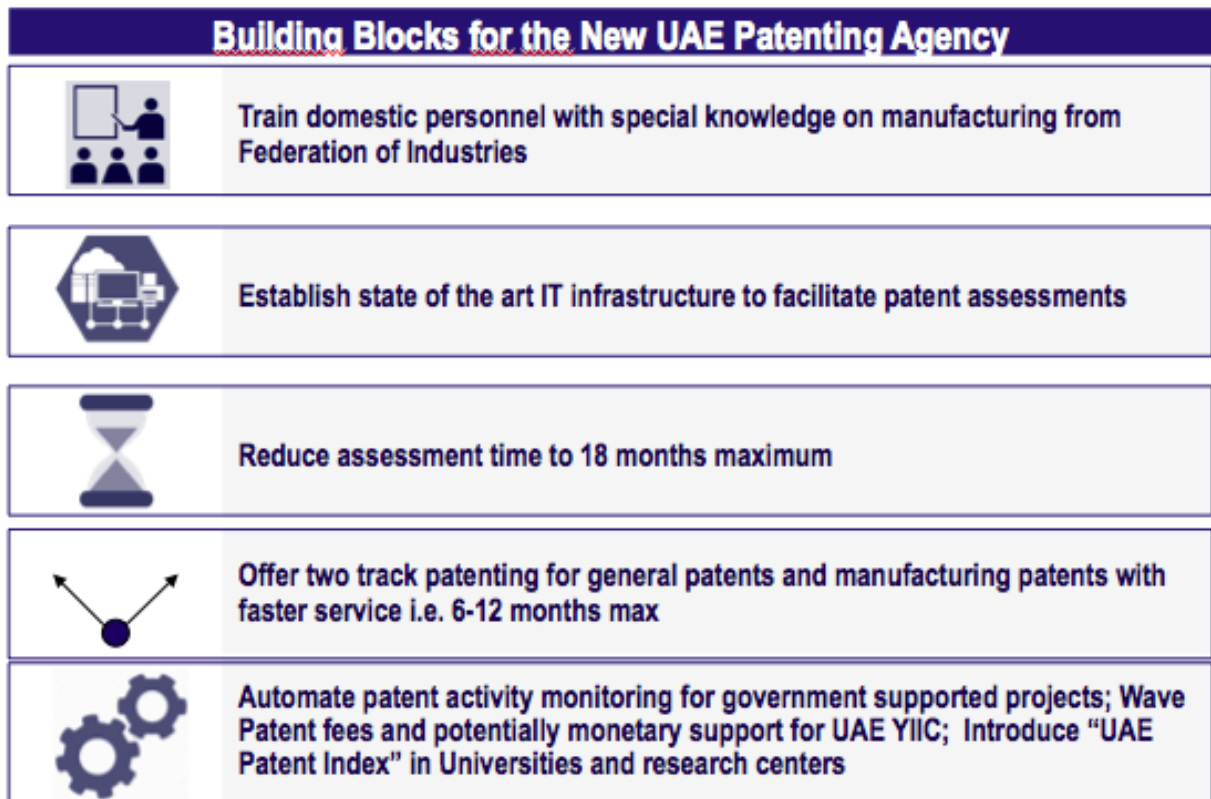 Building Blocks for the New UAE Patenting Agency
Train domestic personnel with special knowledge on manufacturing from
Federation of Industries
Establish state of the art IT infrastructure to facilitate patent assessments
Reduce assessment time to 18 months maximum
Offer two track patenting for general patents and manufacturing patents with
faster service i.e. 6-12 months max
Automate patent activity monitoring for government supported projects; Wave
Patent fees and potentially monetary support for UAE YIIC;  Introduce “UAE
Patent Index” in Universities and research centers